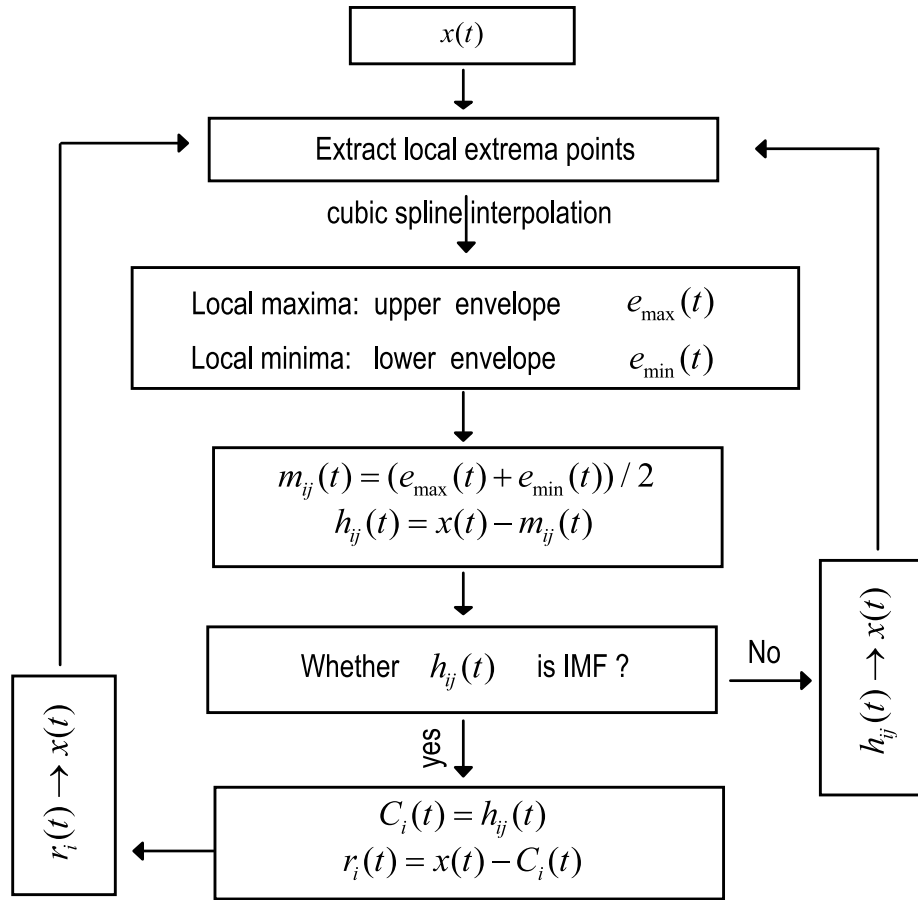 x(t)
Extract local extrema points
cubic spline interpolation
Local maxima: upper envelope e_max(t)
Local minima: lower envelope e_min(t)
m_ij(t) = (e_max(t) + e_min(t)) / 2
h_ij(t) = x(t) − m_ij(t)
Whether h_ij(t) is IMF ?
No
h_ij(t) → x(t)
yes
C_i(t) = h_ij(t)
r_i(t) = x(t) − C_i(t)
r_i(t) → x(t)